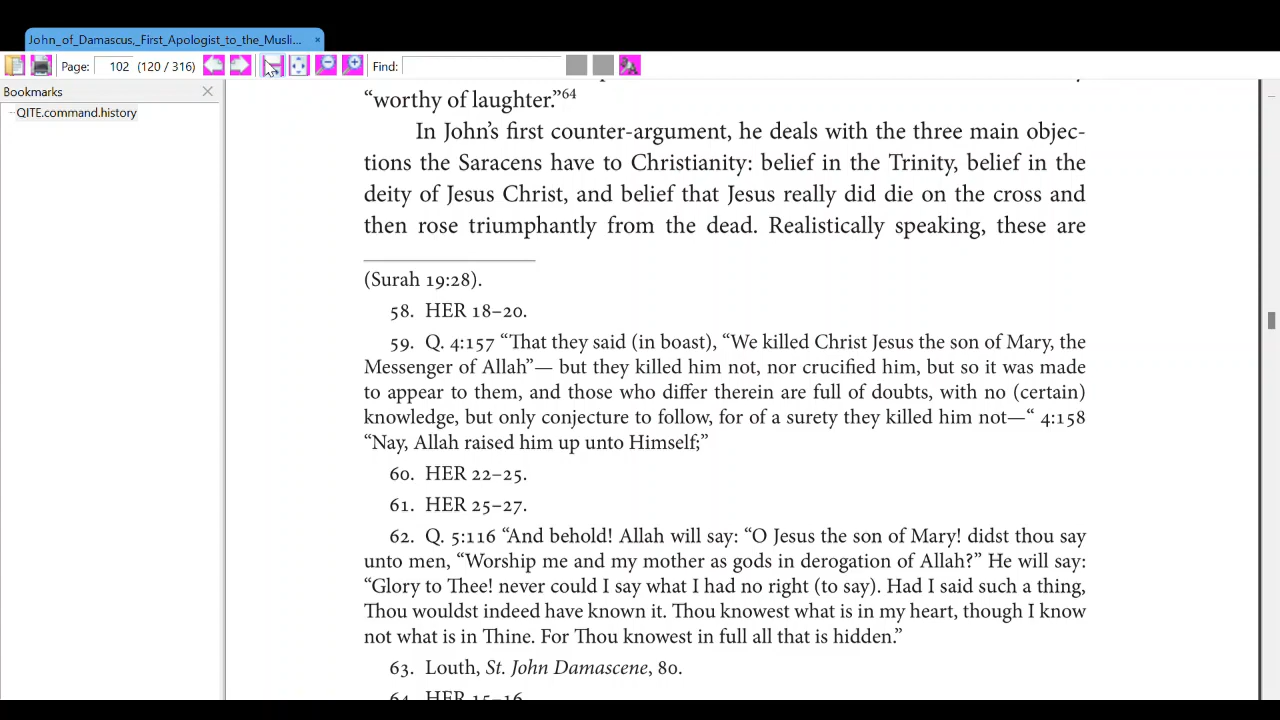 John_of_Damascus,_First_Apologist_to_the_Musli...
Page: 102 (120 / 316) Find:
Bookmarks
QITE.command.history
“worthy of laughter.”64
In John’s first counter-argument, he deals with the three main objec-
tions the Saracens have to Christianity: belief in the Trinity, belief in the
deity of Jesus Christ, and belief that Jesus really did die on the cross and
then rose triumphantly from the dead. Realistically speaking, these are
(Surah 19:28).
58. HER 18–20.
59. Q. 4:157 “That they said (in boast), “We killed Christ Jesus the son of Mary, the
Messenger of Allah”— but they killed him not, nor crucified him, but so it was made
to appear to them, and those who differ therein are full of doubts, with no (certain)
knowledge, but only conjecture to follow, for of a surety they killed him not—“ 4:158
“Nay, Allah raised him up unto Himself;”
60. HER 22–25.
61. HER 25–27.
62. Q. 5:116 “And behold! Allah will say: “O Jesus the son of Mary! didst thou say
unto men, “Worship me and my mother as gods in derogation of Allah?” He will say:
“Glory to Thee! never could I say what I had no right (to say). Had I said such a thing,
Thou wouldst indeed have known it. Thou knowest what is in my heart, though I know
not what is in Thine. For Thou knowest in full all that is hidden.”
63. Louth, St. John Damascene, 80.
64. HER 15–16.